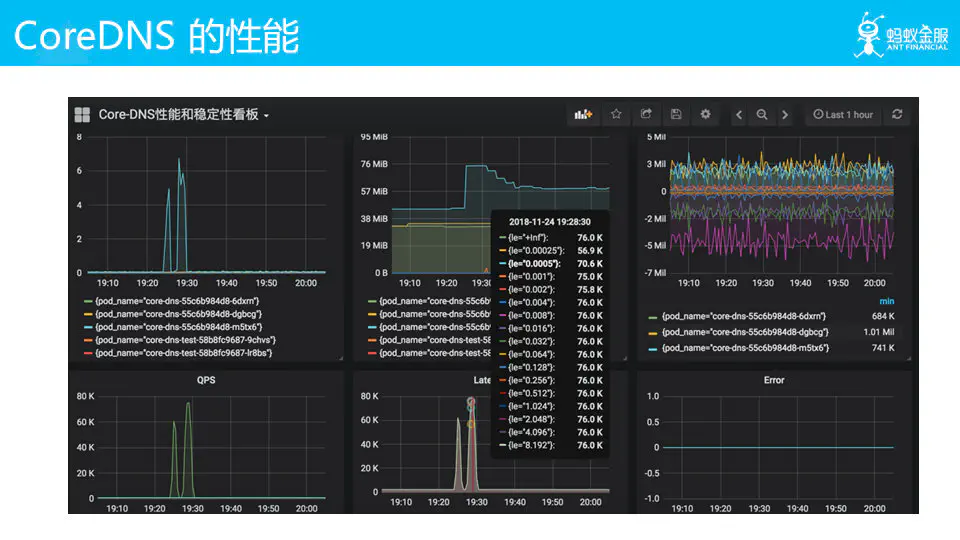 CoreDNS 的性能
蚂蚁金服
ANT FINANCIAL
Core-DNS性能和稳定性看板
Last 1 hour
8
6
4
2
0
19:10 19:20 19:30 19:40 19:50 20:00
{pod_name="core-dns-55c6b984d8-6dxrn"}
{pod_name="core-dns-55c6b984d8-dgbcg"}
{pod_name="core-dns-55c6b984d8-m5tx6"}
{pod_name="core-dns-test-58b8fc9687-9chvs"}
{pod_name="core-dns-test-58b8fc9687-lr8bs"}
95 MiB
76 MiB
57 MiB
38 MiB
19 MiB
0 B
19:10 19:20 19:30
{pod_name="core-dns-55c6b
{pod_name="core-dns-55c6b
{pod_name="core-dns-55c6b
{pod_name="core-dns-test-58
{pod_name="core-dns-test-58
2018-11-24 19:28:30
{le="+Inf"}: 76.0 K
{le="0.00025"}: 56.9 K
{le="0.0005"}: 70.6 K
{le="0.001"}: 75.0 K
{le="0.002"}: 75.8 K
{le="0.004"}: 76.0 K
{le="0.008"}: 76.0 K
{le="0.016"}: 76.0 K
{le="0.032"}: 76.0 K
{le="0.064"}: 76.0 K
{le="0.128"}: 76.0 K
{le="0.256"}: 76.0 K
{le="0.512"}: 76.0 K
{le="1.024"}: 76.0 K
{le="2.048"}: 76.0 K
{le="4.096"}: 76.0 K
{le="8.192"}: 76.0 K
5 Mil
3 Mil
0
-2 Mil
-5 Mil
-7 Mil
19:10 19:20 19:30 19:40 19:50 20:00
min
{pod_name="core-dns-55c6b984d8-6dxrn"} 684 K
{pod_name="core-dns-55c6b984d8-dgbcg"} 1.01 Mil
{pod_name="core-dns-55c6b984d8-m5tx6"} 741 K
QPS
80 K
60 K
40 K
20 K
0
19:10 19:20 19:30 19:40 19:50 20:00
Late
80 K
60 K
40 K
20 K
0
19:10 19:20 19:30 19:40 19:50 20:00
Error
1.0
0.5
0
-0.5
-1.0
19:10 19:20 19:30 19:40 19:50 20:00